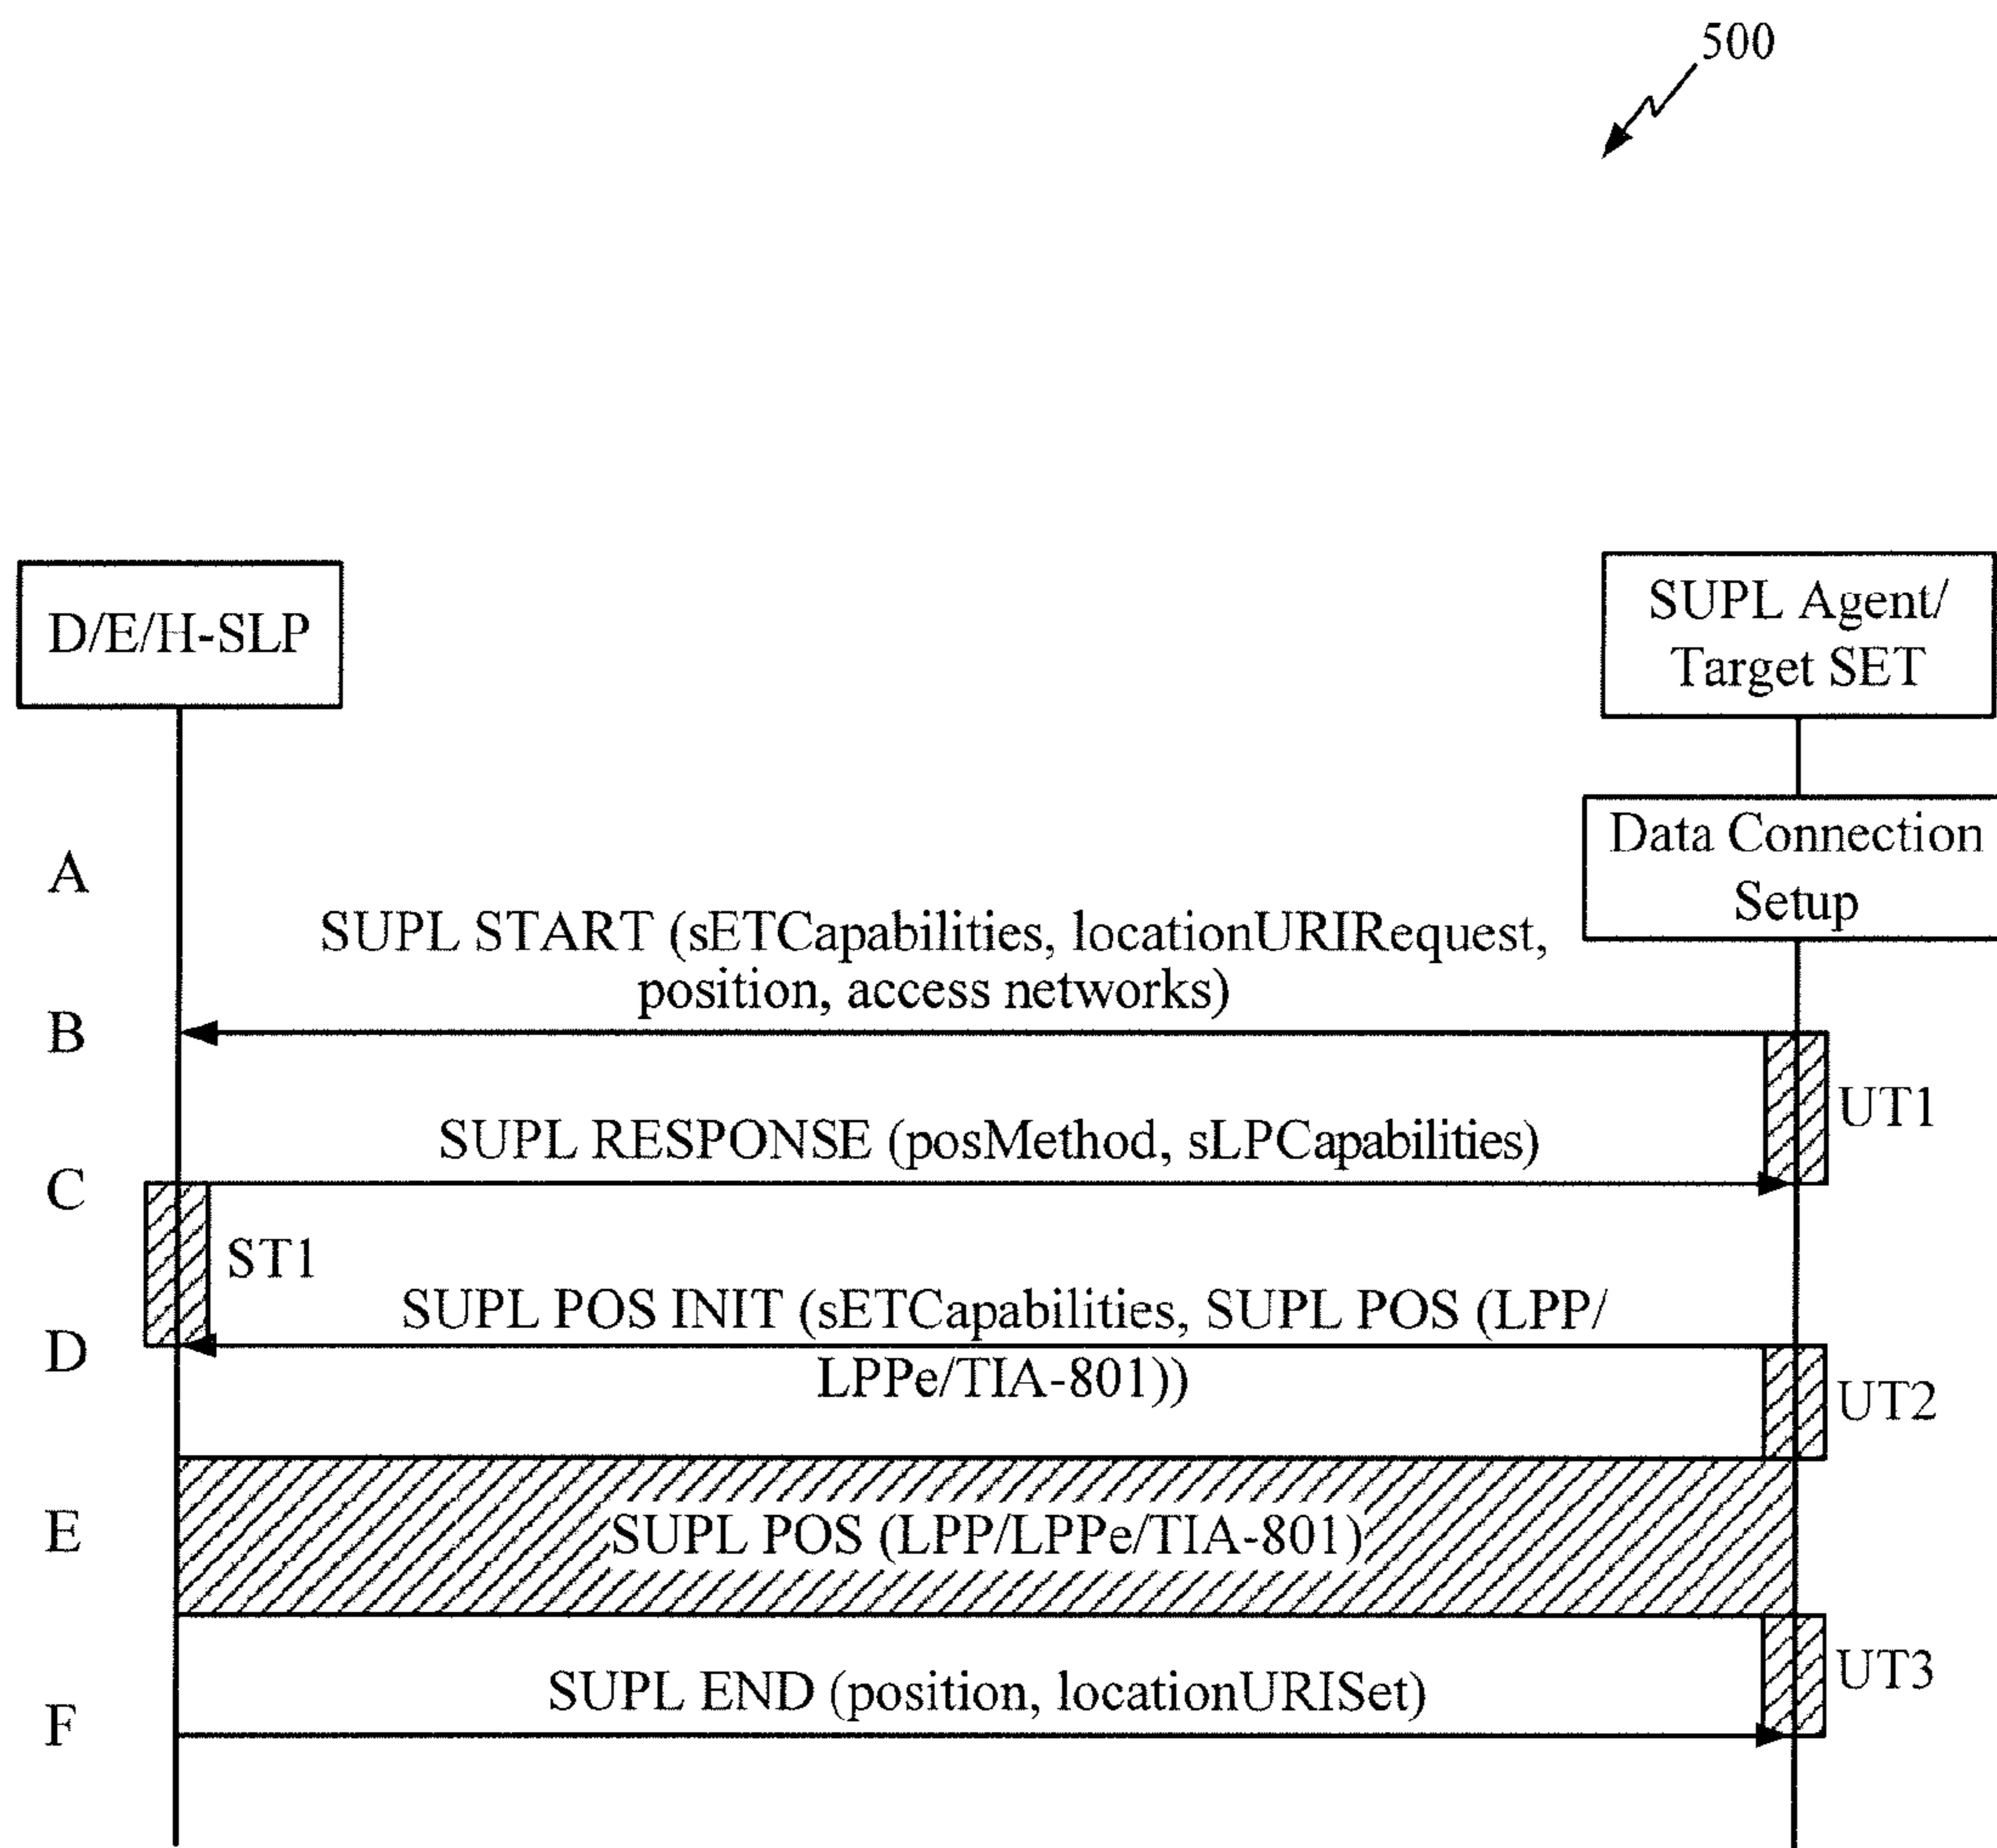 500
D/E/H-SLP
SUPL Agent/
Target SET
Data Connection
Setup
A
SUPL START (sETCapabilities, locationURIRequest,
position, access networks)
B
UT1
SUPL RESPONSE (posMethod, sLPCapabilities)
C
ST1
SUPL POS INIT (sETCapabilities, SUPL POS (LPP/
LPPe/TIA-801))
D
UT2
E
SUPL POS (LPP/LPPe/TIA-801)
UT3
SUPL END (position, locationURISet)
F